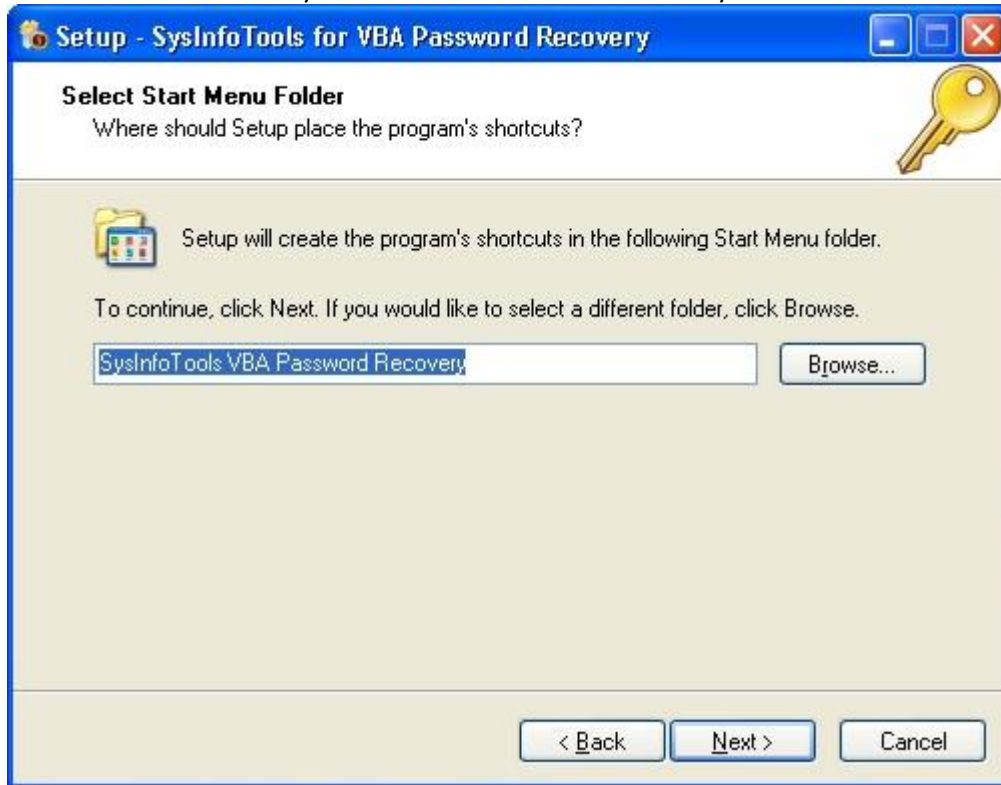 Setup - SysInfoTools for VBA Password Recovery
Select Start Menu Folder
Where should Setup place the program's shortcuts?
Setup will create the program's shortcuts in the following Start Menu folder.
To continue, click Next. If you would like to select a different folder, click Browse.
SysInfoTools VBA Password Recovery
Browse...
< Back
Next >
Cancel